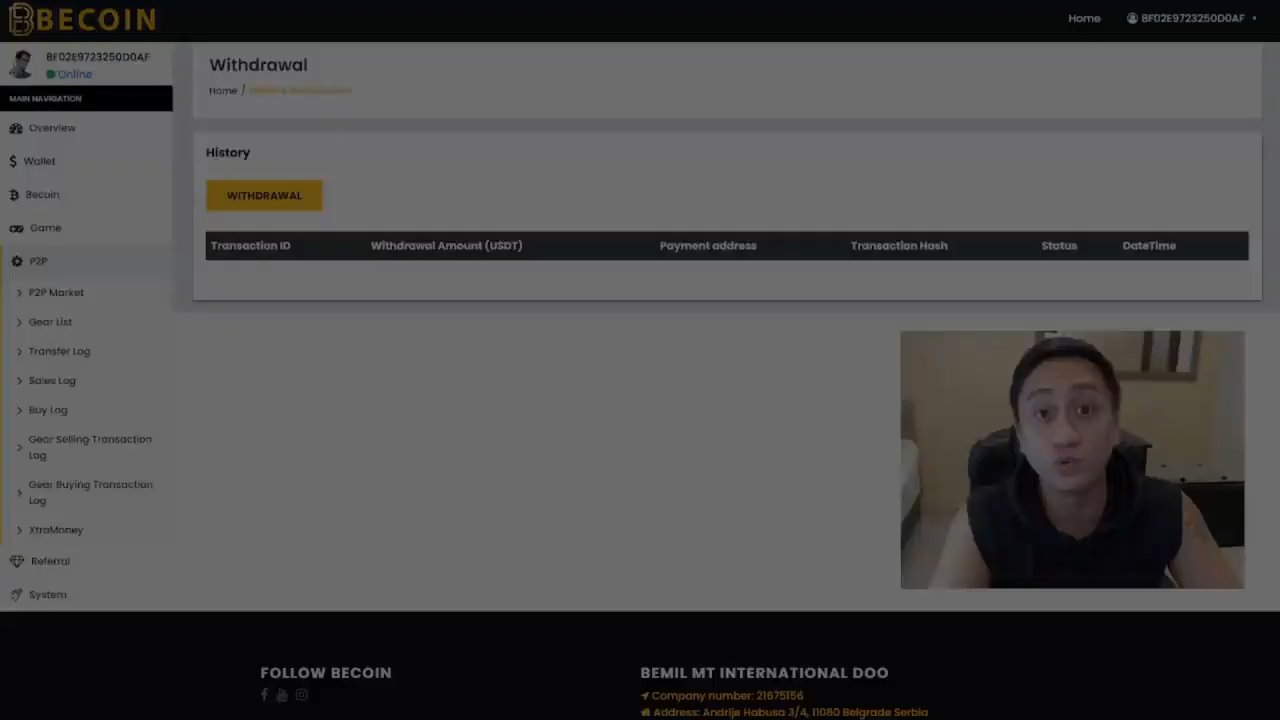 BECOIN
Home
BF02E9723250D0AF
BF02E9723250D0AF
Online
MAIN NAVIGATION
Overview
Wallet
Becoin
Game
P2P
P2P Market
Gear List
Transfer Log
Sales Log
Buy Log
Gear Selling Transaction
Log
Gear Buying Transaction
Log
XtraMoney
Referral
System
Withdrawal
Home /
History
WITHDRAWAL
Transaction ID Withdrawal Amount (USDT) Payment address Transaction Hash Status DateTime
FOLLOW BECOIN
BEMIL MT INTERNATIONAL DOO
Company number: 21675156
Address: Andrije Habusa 3/4, 11080 Belgrade Serbia